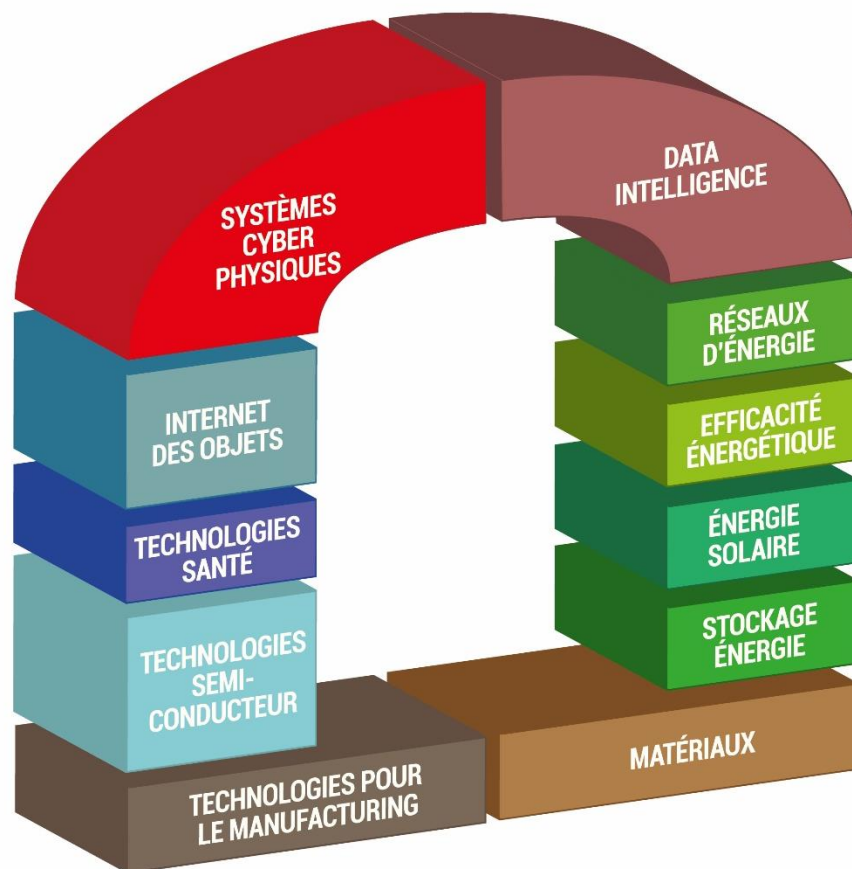 SYSTÈMES
CYBER
PHYSIQUES
DATA
INTELLIGENCE
INTERNET
DES OBJETS
TECHNOLOGIES
SANTÉ
TECHNOLOGIES
SEMI-
CONDUCTEUR
RÉSEAUX
D'ÉNERGIE
EFFICACITÉ
ÉNERGÉTIQUE
ÉNERGIE
SOLAIRE
STOCKAGE
ÉNERGIE
TECHNOLOGIES POUR
LE MANUFACTURING
MATÉRIAUX